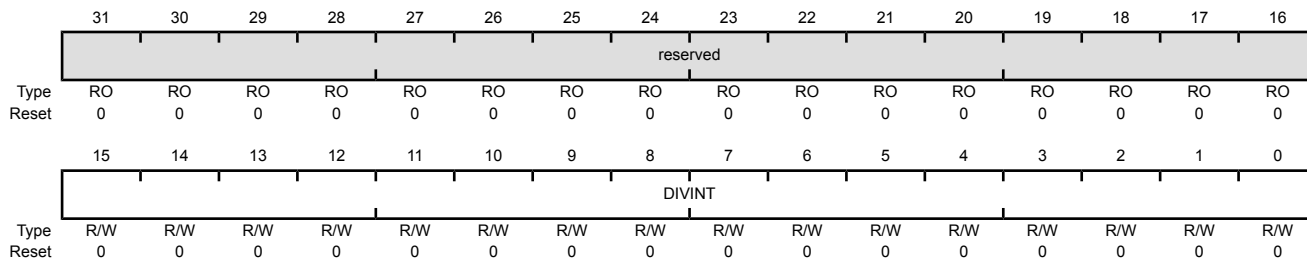 31 30 29 28 27 26 25 24 23 22 21 20 19 18 17 16
reserved
Type RO RO RO RO RO RO RO RO RO RO RO RO RO RO RO RO
Reset 0 0 0 0 0 0 0 0 0 0 0 0 0 0 0 0
15 14 13 12 11 10 9 8 7 6 5 4 3 2 1 0
DIVINT
Type R/W R/W R/W R/W R/W R/W R/W R/W R/W R/W R/W R/W R/W R/W R/W R/W
Reset 0 0 0 0 0 0 0 0 0 0 0 0 0 0 0 0